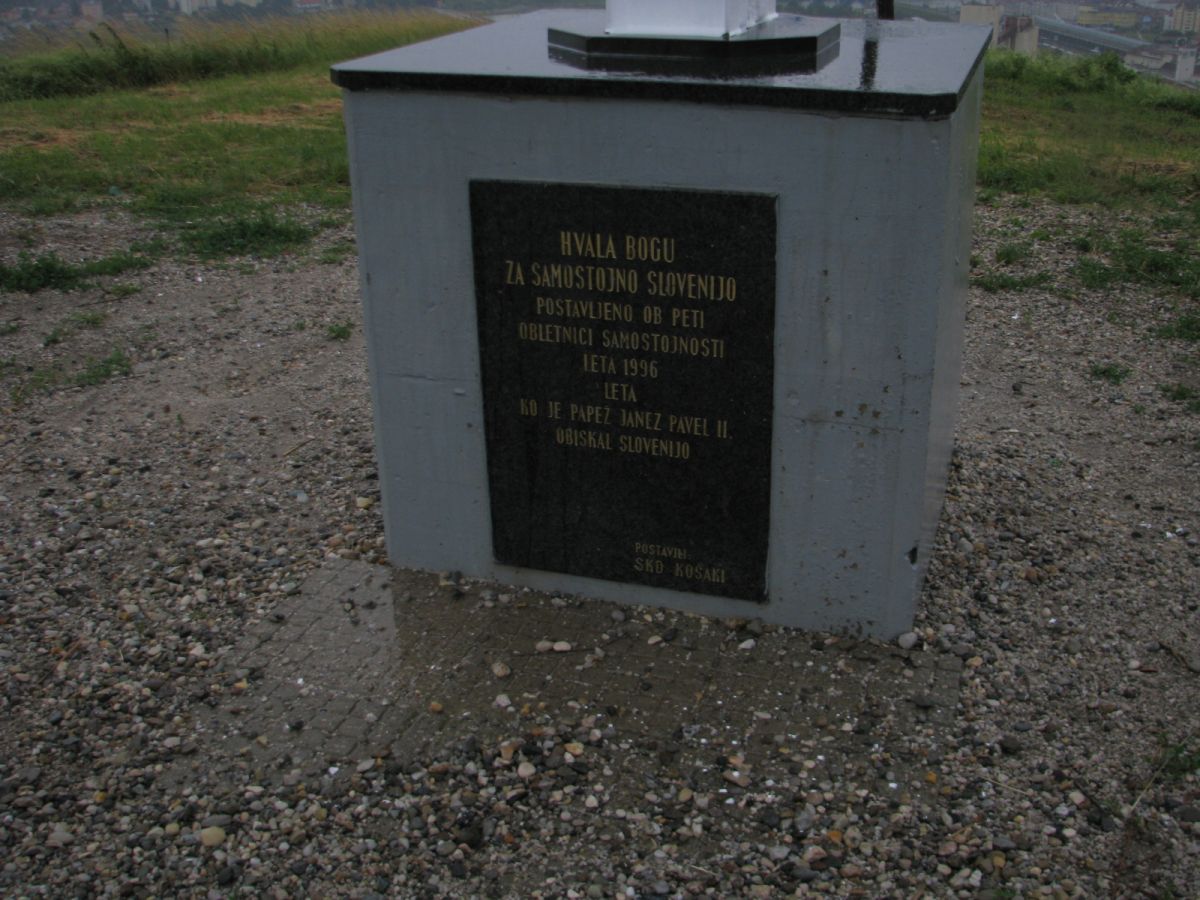 HVALA BOGU
ZA SAMOSTOJNO SLOVENIJO
POSTAVLJENO OB PETI
OBLETNICI SAMOSTOJNOSTI
LETA 1996
LETA
KO JE PAPEŽ JANEZ PAVEL II.
OBISKAL SLOVENIJO
POSTAVILI:
SKD KOŠAKI